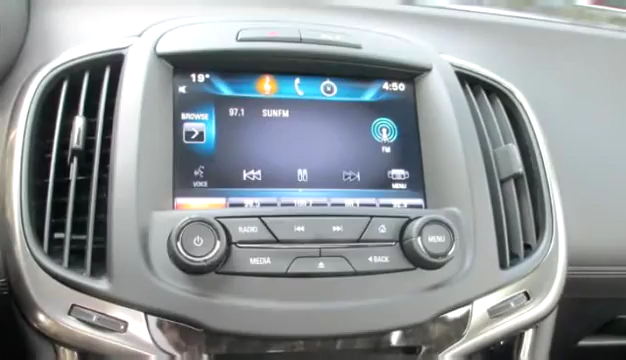 19°
4:50
97.1 SUNFM
BROWSE
FM
VOICE
MENU
RADIO
MENU
MEDIA
BACK